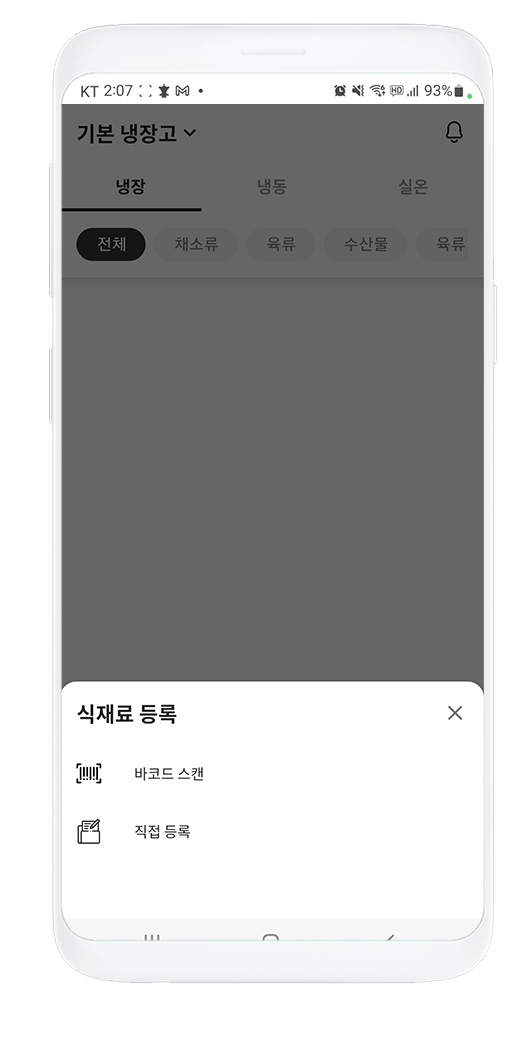 KT 2:07 93%
기본 냉장고
냉장 냉동 실온
전체 채소류 육류 수산물 육류
식재료 등록
바코드 스캔
직접 등록